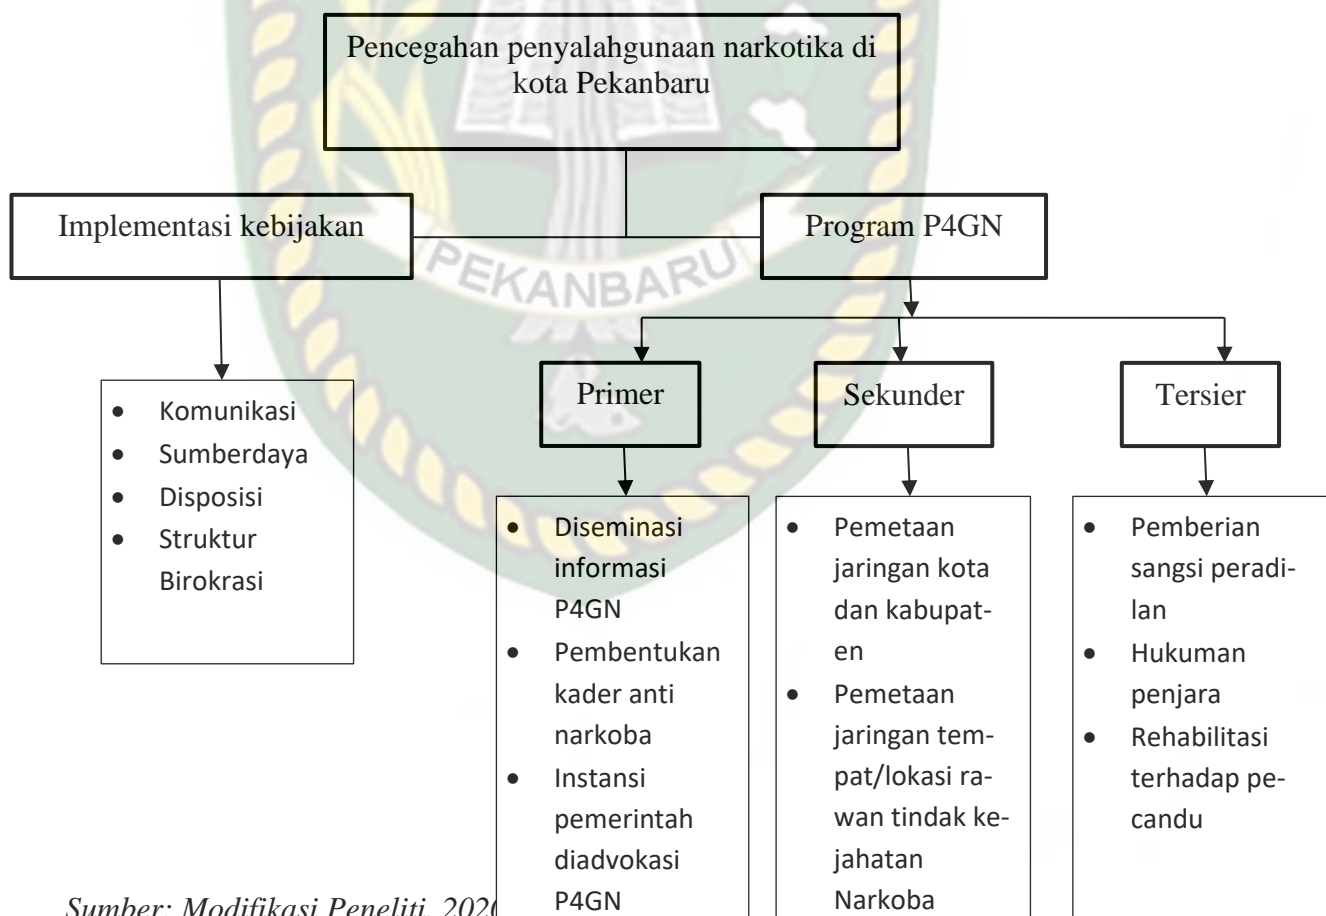 Pencegahan penyalahgunaan narkotika di
kota Pekanbaru
Implementasi kebijakan
Program P4GN
PEKANBARU
Primer
Sekunder
Tersier
• Komunikasi
• Sumberdaya
• Disposisi
• Struktur
Birokrasi
• Diseminasi
informasi
P4GN
• Pembentukan
kader anti
narkoba
• Instansi
pemerintah
diadvokasi
P4GN
• Pemetaan
jaringan kota
dan kabupat-
en
• Pemetaan
jaringan tem-
pat/lokasi ra-
wan tindak ke-
jahatan
Narkoba
• Pemberian
sangsi peradi-
lan
• Hukuman
penjara
• Rehabilitasi
terhadap pe-
candu
Sumber: Modifikasi Peneliti, 2020